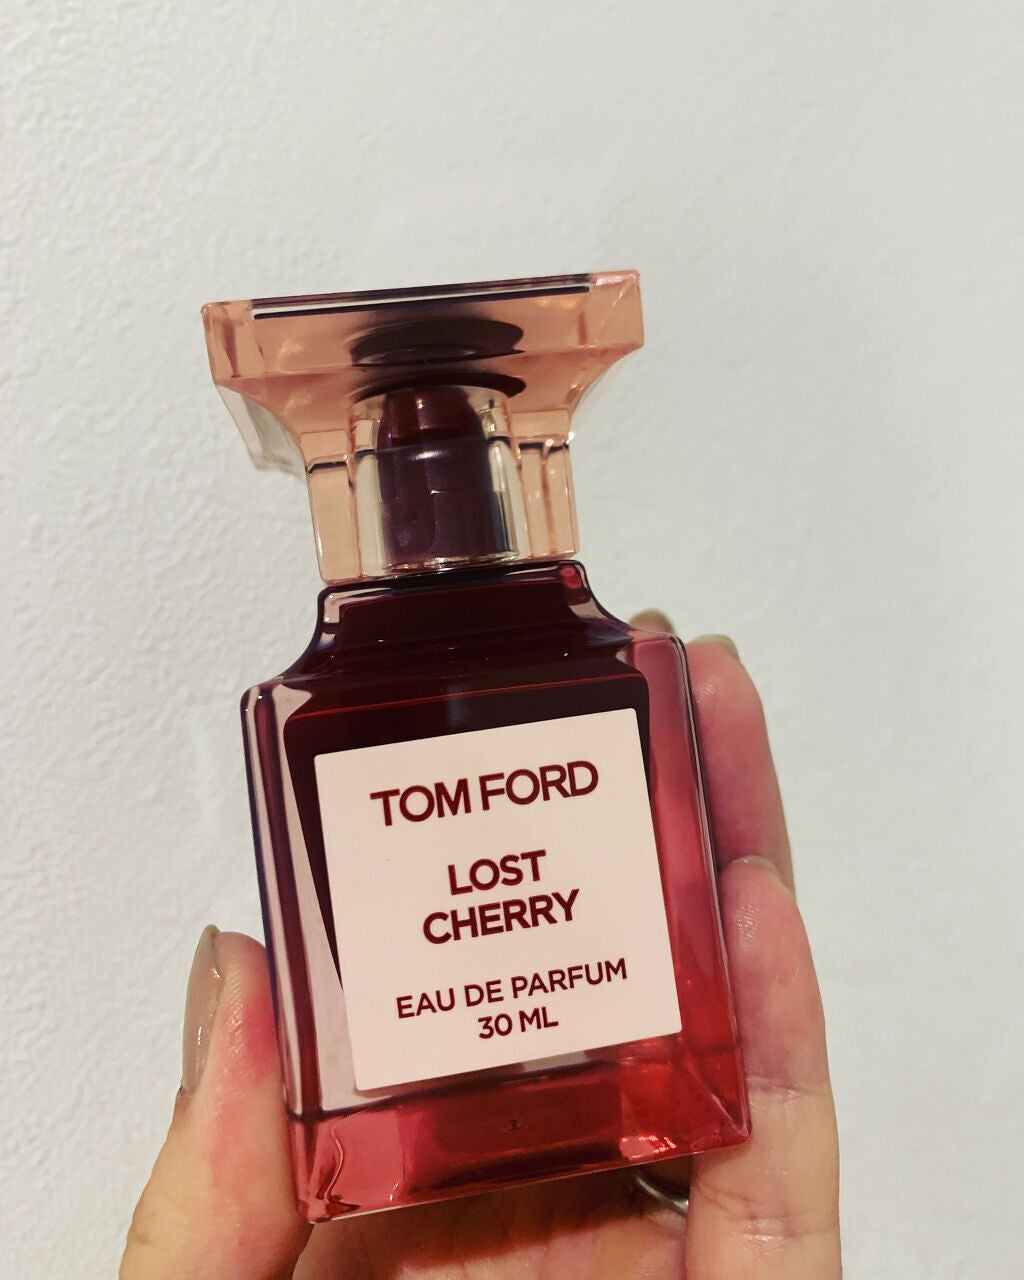 TOM FORD
LOST
CHERRY
EAU DE PARFUM
30 ML